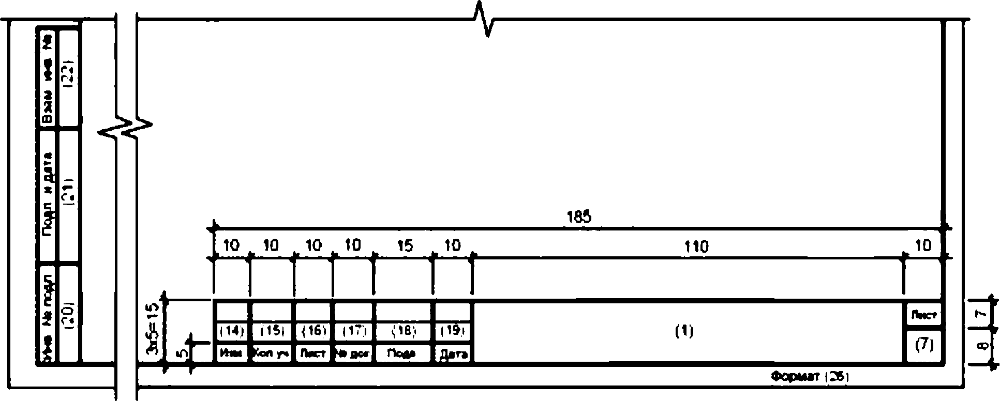 Взам инв №
(22)
Подп и дата
(21)
Инв № подл
(20)
185
10 10 10 10 15 10 110 10
3x5=15
5
(14) (15) (16) (17) (18) (19) (1)
Изм Кол уч Лист № док Подп Дата
Лист
(7)
7
8
Формат (26)